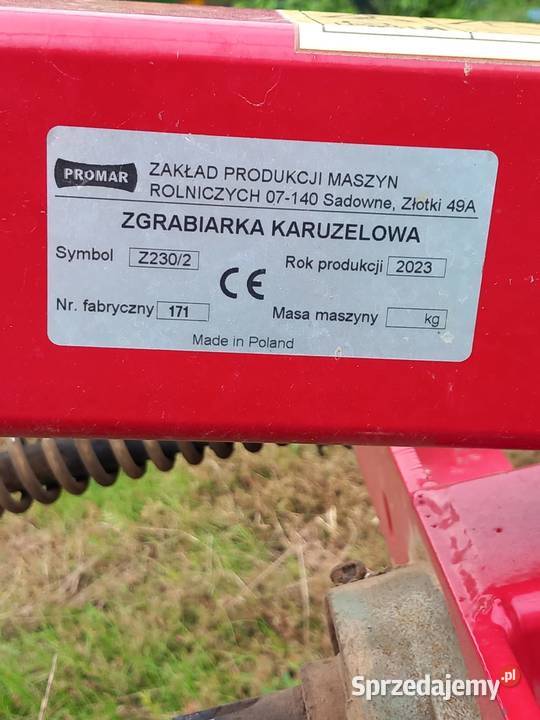 PROMAR
ZAKŁAD PRODUKCJI MASZYN
ROLNICZYCH 07-140 Sadowne, Złotki 49A
ZGRABIARKA KARUZELOWA
Symbol Z230/2 Rok produkcji 2023
CE
Nr. fabryczny 171 Masa maszyny kg
Made in Poland
Sprzedajemy.pl